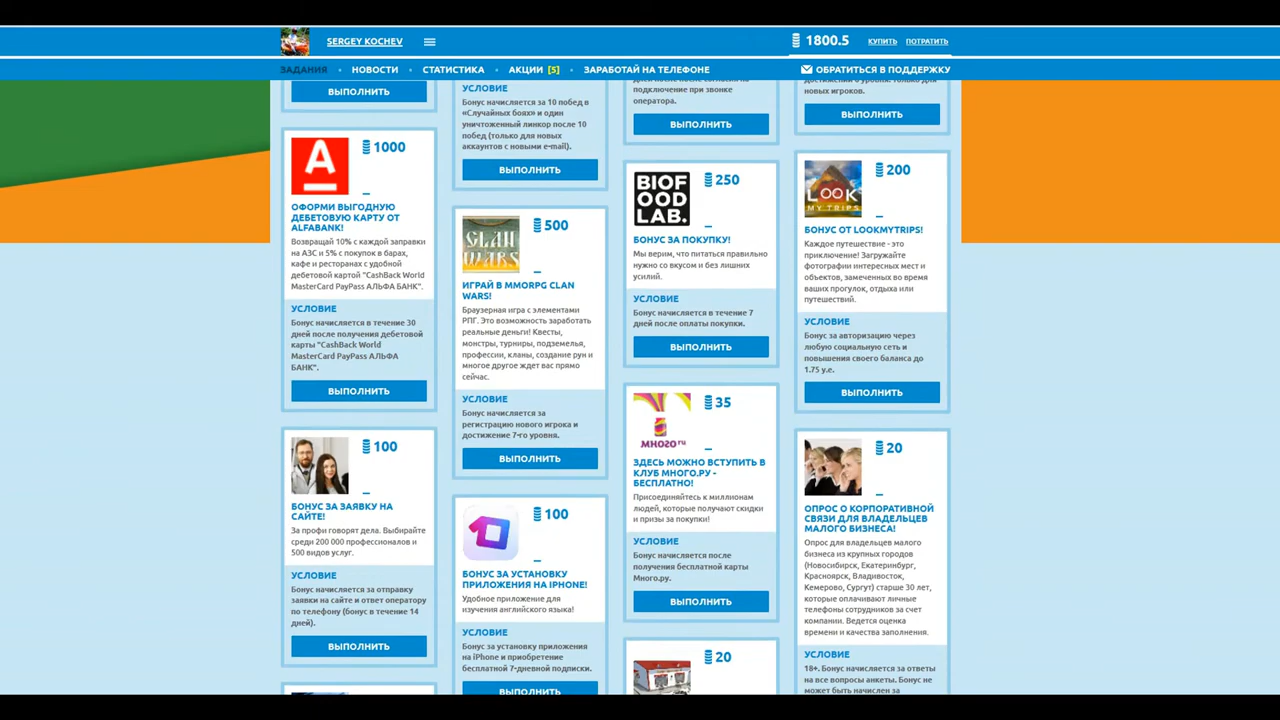 SERGEY KOCHEV
1800.5
КУПИТЬ
ПОТРАТИТЬ
ЗАДАНИЯ • НОВОСТИ • СТАТИСТИКА • АКЦИИ [5] • ЗАРАБОТАЙ НА ТЕЛЕФОНЕ
ОБРАТИТЬСЯ В ПОДДЕРЖКУ
ВЫПОЛНИТЬ
А
1000
ОФОРМИ ВЫГОДНУЮ
ДЕБЕТОВУЮ КАРТУ ОТ
ALFABANK!
Возвращай 10% с каждой заправки
на АЗС и 5% с покупок в барах,
кафе и ресторанах с удобной
дебетовой картой "CashBack World
MasterCard PayPass АЛЬФА БАНК".
УСЛОВИЕ
Бонус начисляется в течение 30
дней после получения дебетовой
карты "CashBack World
MasterCard PayPass АЛЬФА
БАНК".
ВЫПОЛНИТЬ
100
БОНУС ЗА ЗАЯВКУ НА
САЙТЕ!
За профи говорят дела. Выбирайте
среди 200 000 профессионалов и
500 видов услуг.
УСЛОВИЕ
Бонус начисляется за отправку
заявки на сайте и ответ оператору
по телефону (бонус в течение 14
дней).
ВЫПОЛНИТЬ
УСЛОВИЕ
Бонус начисляется за 10 побед в
«Случайных боях» и один
уничтоженный линкор после 10
побед (только для новых
аккаунтов с новыми e-mail).
ВЫПОЛНИТЬ
CLAN
WARS
500
ИГРАЙ В MMORPG CLAN
WARS!
Браузерная игра с элементами
РПГ. Это возможность заработать
реальные деньги! Квесты,
монстры, турниры, подземелья,
профессии, кланы, создание рун и
многое другое ждет вас прямо
сейчас.
УСЛОВИЕ
Бонус начисляется за
регистрацию нового игрока и
достижение 7-го уровня.
ВЫПОЛНИТЬ
100
БОНУС ЗА УСТАНОВКУ
ПРИЛОЖЕНИЯ НА IPHONE!
Удобное приложение для
изучения английского языка!
УСЛОВИЕ
Бонус за установку приложения
на iPhone и приобретение
бесплатной 7-дневной подписки.
ВЫПОЛНИТЬ
подключение при звонке
оператора.
ВЫПОЛНИТЬ
BIOF
OOD
LAB.
250
БОНУС ЗА ПОКУПКУ!
Мы верим, что питаться правильно
нужно со вкусом и без лишних
усилий.
УСЛОВИЕ
Бонус начисляется в течение 7
дней после оплаты покупки.
ВЫПОЛНИТЬ
МНОГО.ru
35
ЗДЕСЬ МОЖНО ВСТУПИТЬ В
КЛУБ МНОГО.РУ -
БЕСПЛАТНО!
Присоединяйтесь к миллионам
людей, которые получают скидки
и призы за покупки!
УСЛОВИЕ
Бонус начисляется после
получения бесплатной карты
Много.ру.
ВЫПОЛНИТЬ
20
новых игроков.
ВЫПОЛНИТЬ
LOOK
MY TRIPS
200
БОНУС ОТ LOOKMYTRIPS!
Каждое путешествие - это
приключение! Загружайте
фотографии интересных мест и
объектов, замеченные во время
ваших прогулок, отдыха или
путешествий.
УСЛОВИЕ
Бонус за авторизацию через
любую социальную сеть и
повышения своего баланса до
1.75 у.е.
ВЫПОЛНИТЬ
20
ОПРОС О КОРПОРАТИВНОЙ
СВЯЗИ ДЛЯ ВЛАДЕЛЬЦЕВ
МАЛОГО БИЗНЕСА!
Опрос для владельцев малого
бизнеса из крупных городов
(Новосибирск, Екатеринбург,
Красноярск, Владивосток,
Кемерово, Сургут) старше 30 лет,
которые оплачивают личные
телефоны сотрудников за счет
компании. Ведется оценка
времени и качества заполнения.
УСЛОВИЕ
18+. Бонус начисляется за ответы
на все вопросы анкеты. Бонус не
может быть начислен за